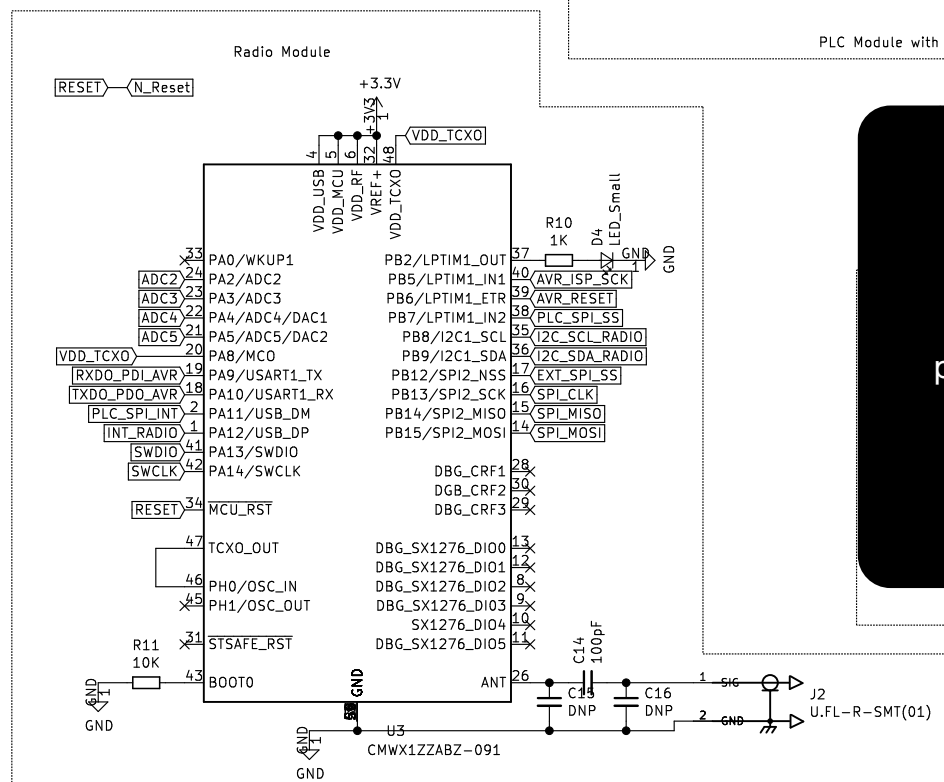 PLC Module with
Radio Module
RESET
N_Reset
+3.3V
+3V3
1
VDD_TCXO
4
5
6
32
48
VDD_USB
VDD_MCU
VDD_RF
VREF+
VDD_TCXO
LED_Small
D4
R10
1K
GND
1
GND
33 PA0/WKUP1
ADC2 24 PA2/ADC2
ADC3 23 PA3/ADC3
ADC4 22 PA4/ADC4/DAC1
ADC5 21 PA5/ADC5/DAC2
VDD_TCXO 20 PA8/MCO
RXD0_PDI_AVR 19 PA9/USART1_TX
TXD0_PDO_AVR 18 PA10/USART1_RX
PLC_SPI_INT 2 PA11/USB_DM
INT_RADIO 1 PA12/USB_DP
SWDIO 41 PA13/SWDIO
SWCLK 42 PA14/SWCLK
RESET 34 MCU_RST
47 TCXO_OUT
46 PH0/OSC_IN
45 PH1/OSC_OUT
31 STSAFE_RST
43 BOOT0
R11
10K
GND
1
GND
PB2/LPTIM1_OUT 37
PB5/LPTIM1_IN1 40 AVR_ISP_SCK
PB6/LPTIM1_ETR 39 AVR_RESET
PB7/LPTIM1_IN2 38 PLC_SPI_SS
PB8/I2C1_SCL 35 I2C_SCL_RADIO
PB9/I2C1_SDA 36 I2C_SDA_RADIO
PB12/SPI2_NSS 17 EXT_SPI_SS
PB13/SPI2_SCK 16 SPI_CLK
PB14/SPI2_MISO 15 SPI_MISO
PB15/SPI2_MOSI 14 SPI_MOSI
DBG_CRF1 28
DGB_CRF2 30
DBG_CRF3 29
DBG_SX1276_DIO0 13
DBG_SX1276_DIO1 12
DBG_SX1276_DIO2 8
DBG_SX1276_DIO3 9
SX1276_DIO4 10
DBG_SX1276_DIO5 11
ANT 26
GND
C14
100pF
C15
DNP
C16
DNP
1 SIG
2 GND
J2
U.FL-R-SMT(01)
U3
CMWX1ZZABZ-091
GND
1
GND
p